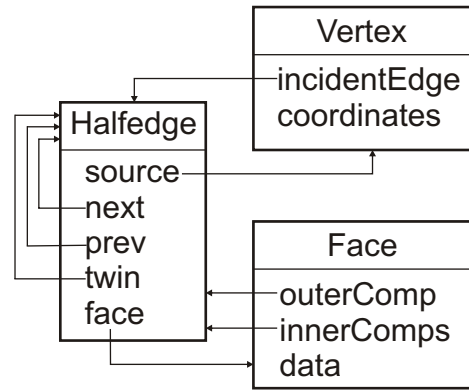 Vertex
incidentEdge
coordinates
Halfedge
source
next
prev
twin
face
Face
outerComp
innerComps
data